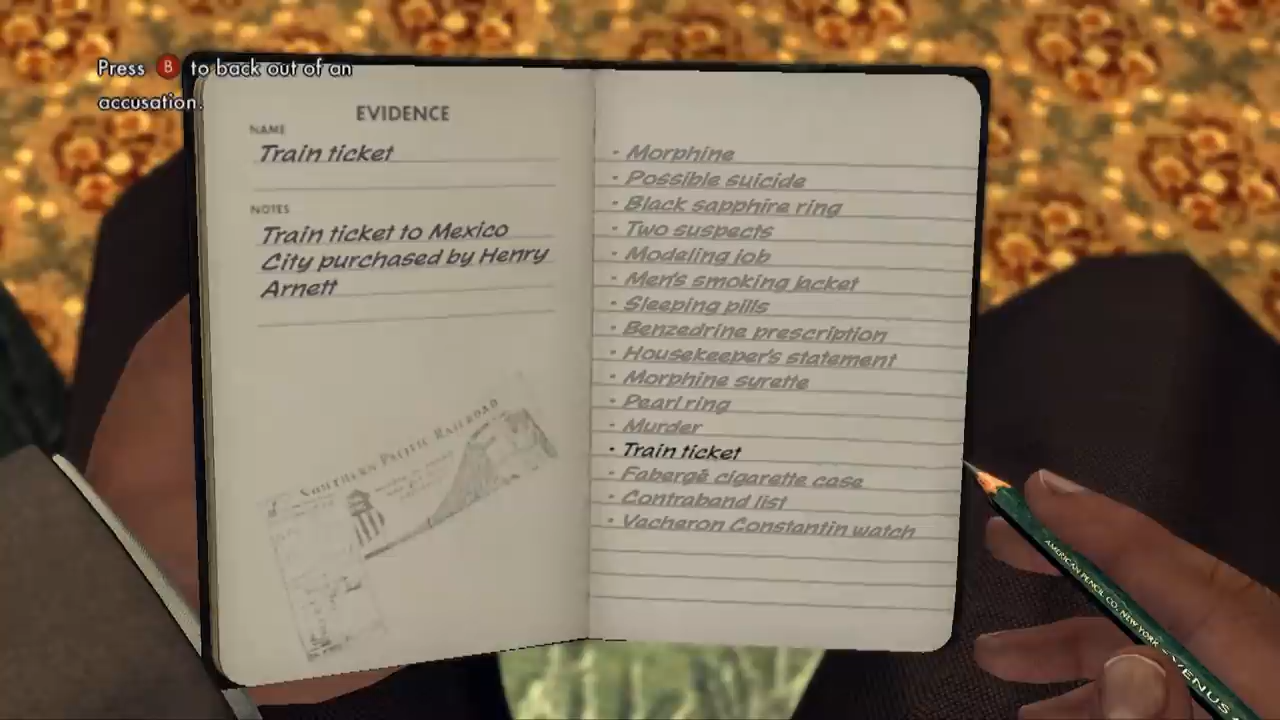 Press B to back out of an
accusation.
EVIDENCE
NAME
Train ticket
NOTES
Train ticket to Mexico
City purchased by Henry
Arnett
SOUTHERN PACIFIC RAILROAD
- Morphine
- Possible suicide
- Black sapphire ring
- Two suspects
- Modeling job
- Men's smoking jacket
- Sleeping pills
- Benzedrine prescription
- Housekeeper's statement
- Morphine syrette
- Pearl ring
- Murder
- Train ticket
- Fabergē cigarette case
- Contraband list
- Vacheron Constantin watch
AMERICAN PENCIL CO. NEW YORK VENUS